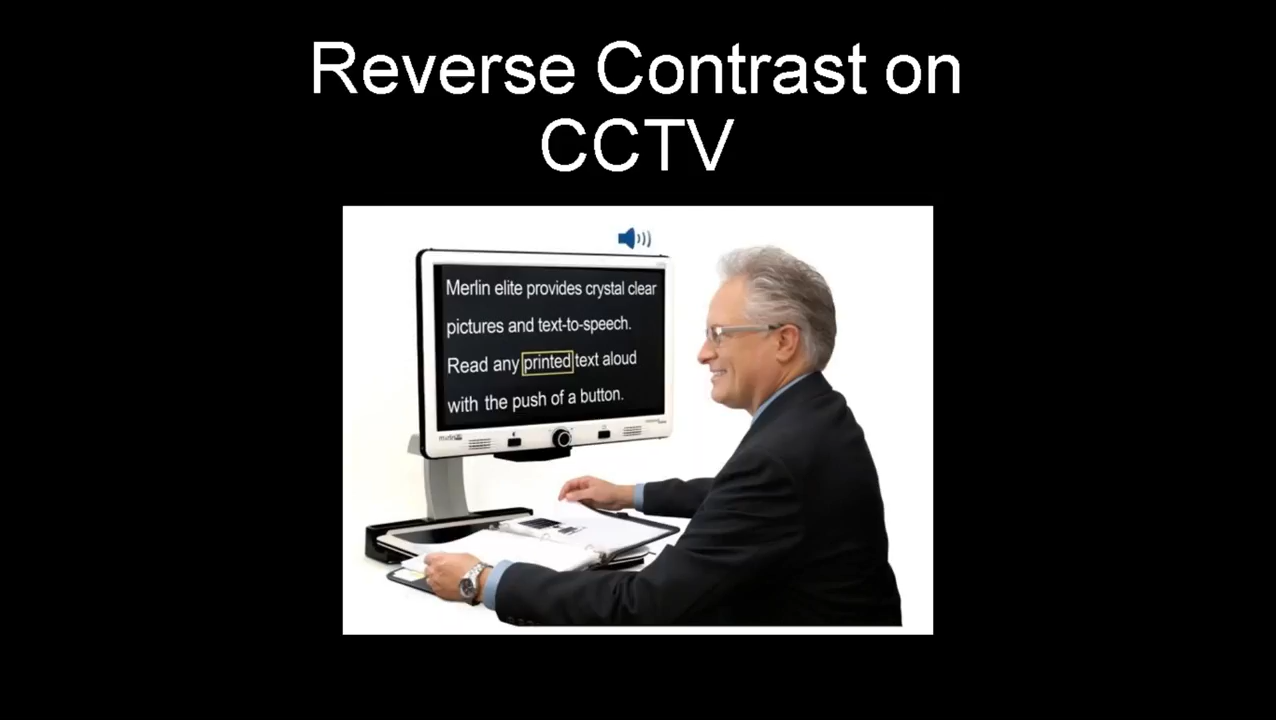 Reverse Contrast on
CCTV
Merlin elite provides crystal clear
pictures and text-to-speech.
Read any printed text aloud
with the push of a button.
merlin